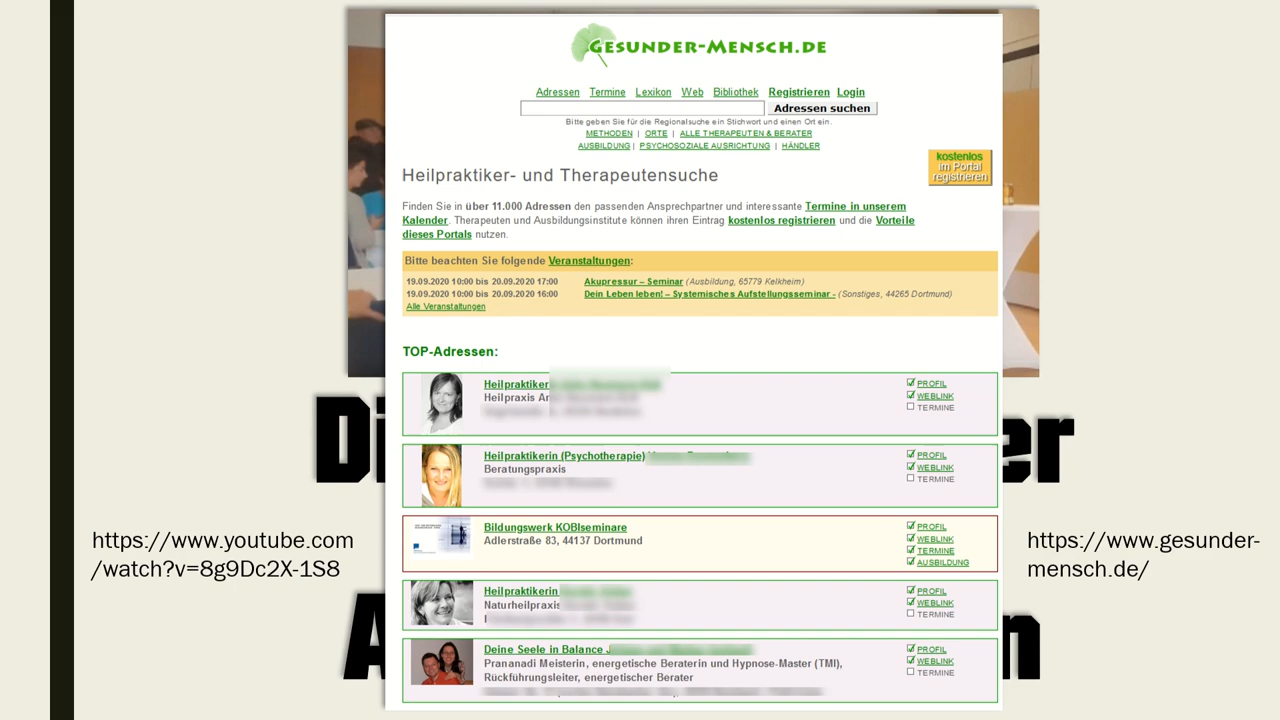 GESUNDER-MENSCH.DE
Adressen Termine Lexikon Web Bibliothek Registrieren Login
Adressen suchen
Bitte geben Sie für die Regionalsuche ein Stichwort und einen Ort ein.
METHODEN | ORTE | ALLE THERAPEUTEN & BERATER
AUSBILDUNG | PSYCHOSOZIALE AUSRICHTUNG | HÄNDLER
kostenlos
im Portal
registrieren
Heilpraktiker- und Therapeutensuche
Finden Sie in über 11.000 Adressen den passenden Ansprechpartner und interessante Termine in unserem
Kalender. Therapeuten und Ausbildungsinstitute können ihren Eintrag kostenlos registrieren und die Vorteile
dieses Portals nutzen.
Bitte beachten Sie folgende Veranstaltungen:
19.09.2020 10:00 bis 20.09.2020 17:00 Akupressur – Seminar (Ausbildung, 65779 Kelkheim)
19.09.2020 10:00 bis 20.09.2020 16:00 Dein Leben leben! – Systemisches Aufstellungsseminar - (Sonstiges, 44265 Dortmund)
Alle Veranstaltungen
TOP-Adressen:
Heilpraktiker
Heilpraxis
PROFIL
WEBLINK
TERMINE
Heilpraktikerin (Psychotherapie)
Beratungspraxis
PROFIL
WEBLINK
TERMINE
Bildungswerk KOBIseminare
Adlerstraße 83, 44137 Dortmund
PROFIL
WEBLINK
TERMINE
AUSBILDUNG
Heilpraktikerin
Naturheilpraxis
PROFIL
WEBLINK
TERMINE
Deine Seele in Balance
Prananadi Meisterin, energetische Beraterin und Hypnose-Master (TMI),
Rückführungsleiter, energetischer Berater
PROFIL
WEBLINK
TERMINE
https://www.youtube.com
/watch?v=8g9Dc2X-1S8
https://www.gesunder-
mensch.de/